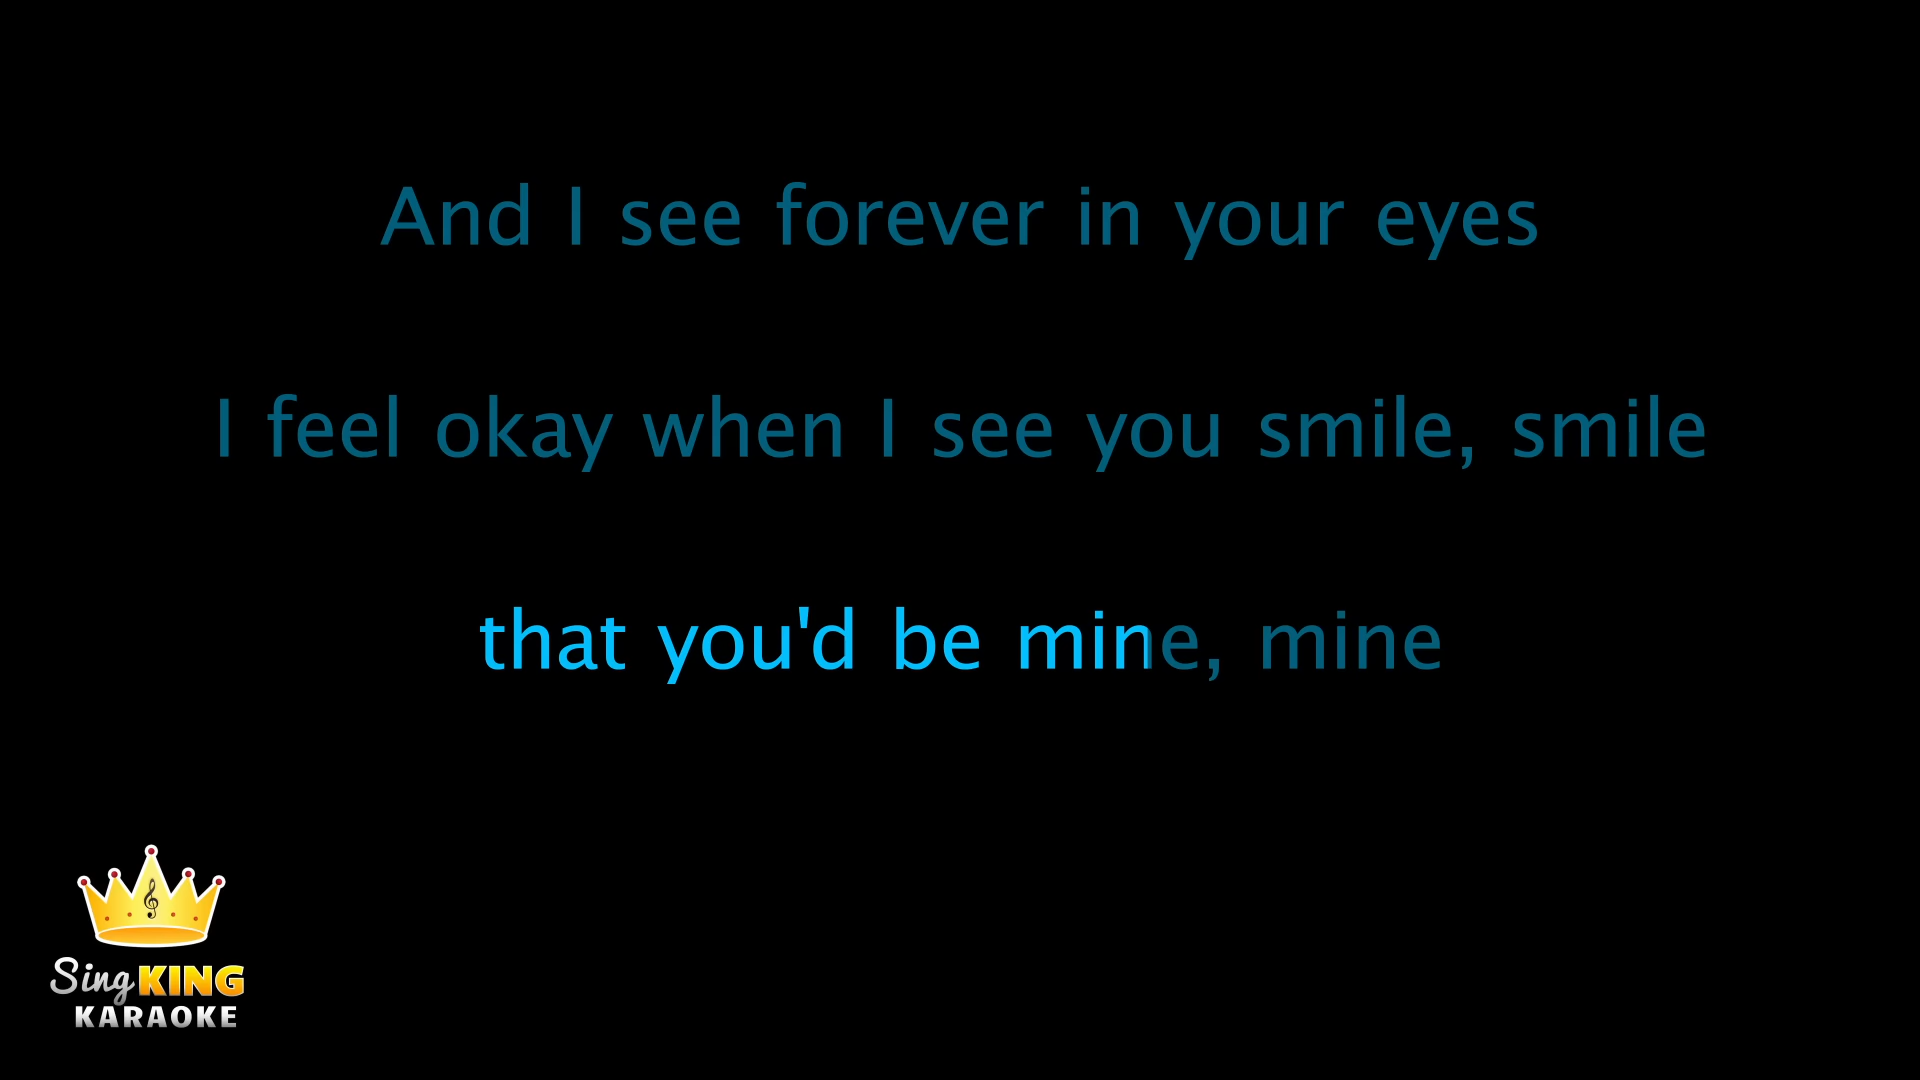 And I see forever in your eyes
I feel okay when I see you smile, smile
that you'd be mine, mine
Sing KING
KARAOKE